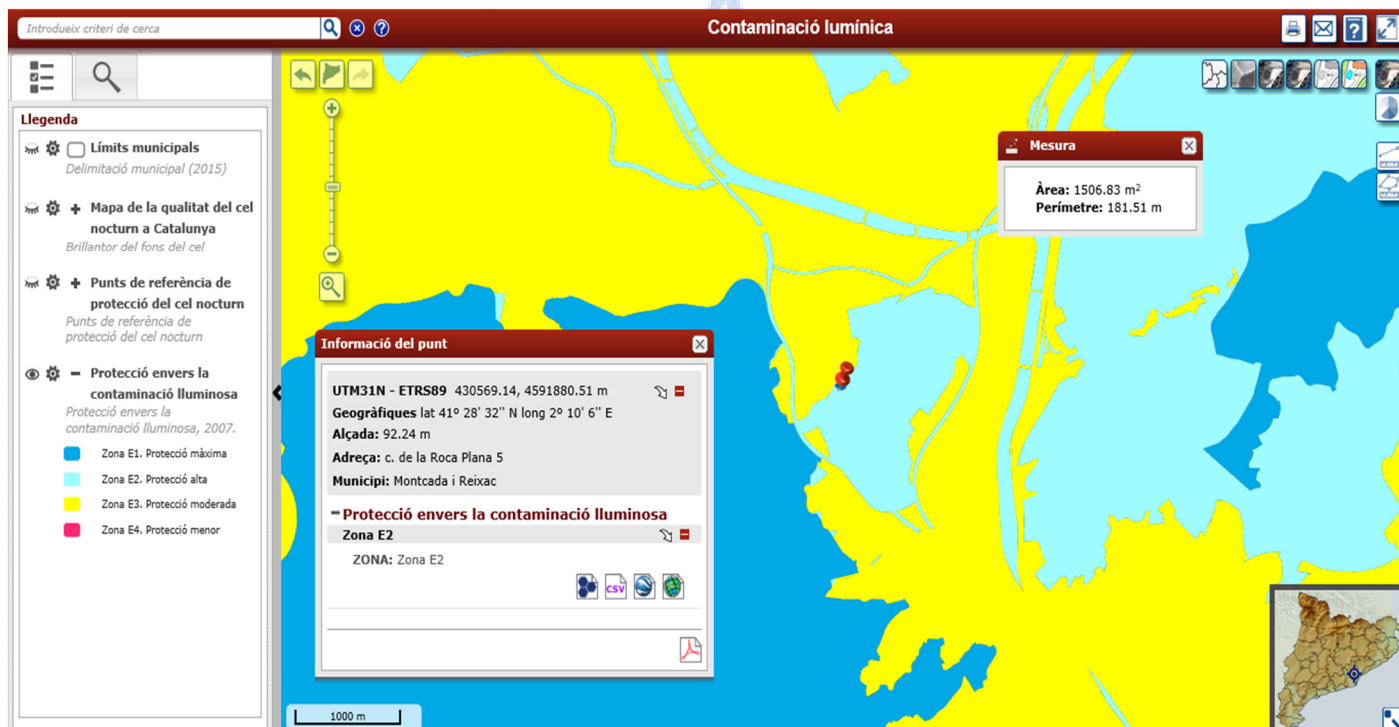 Introdueix criteri de cerca
Contaminació lumínica
Llegenda
Límits municipals
Delimitació municipal (2015)
Mapa de la qualitat del cel
nocturn a Catalunya
Brillantor del fons del cel
Punts de referència de
protecció del cel nocturn
Punts de referència de
protecció del cel nocturn
Protecció envers la
contaminació lluminosa
Protecció envers la
contaminació lluminosa, 2007.
Zona E1. Protecció màxima
Zona E2. Protecció alta
Zona E3. Protecció moderada
Zona E4. Protecció menor
Mesura
Àrea: 1506.83 m²
Perímetre: 181.51 m
Informació del punt
UTM31N - ETRS89 430569.14, 4591880.51 m
Geogràfiques lat 41º 28' 32'' N long 2º 10' 6'' E
Alçada: 92.24 m
Adreça: c. de la Roca Plana 5
Municipi: Montcada i Reixac
Protecció envers la contaminació lluminosa
Zona E2
ZONA: Zona E2
CSV
1000 m